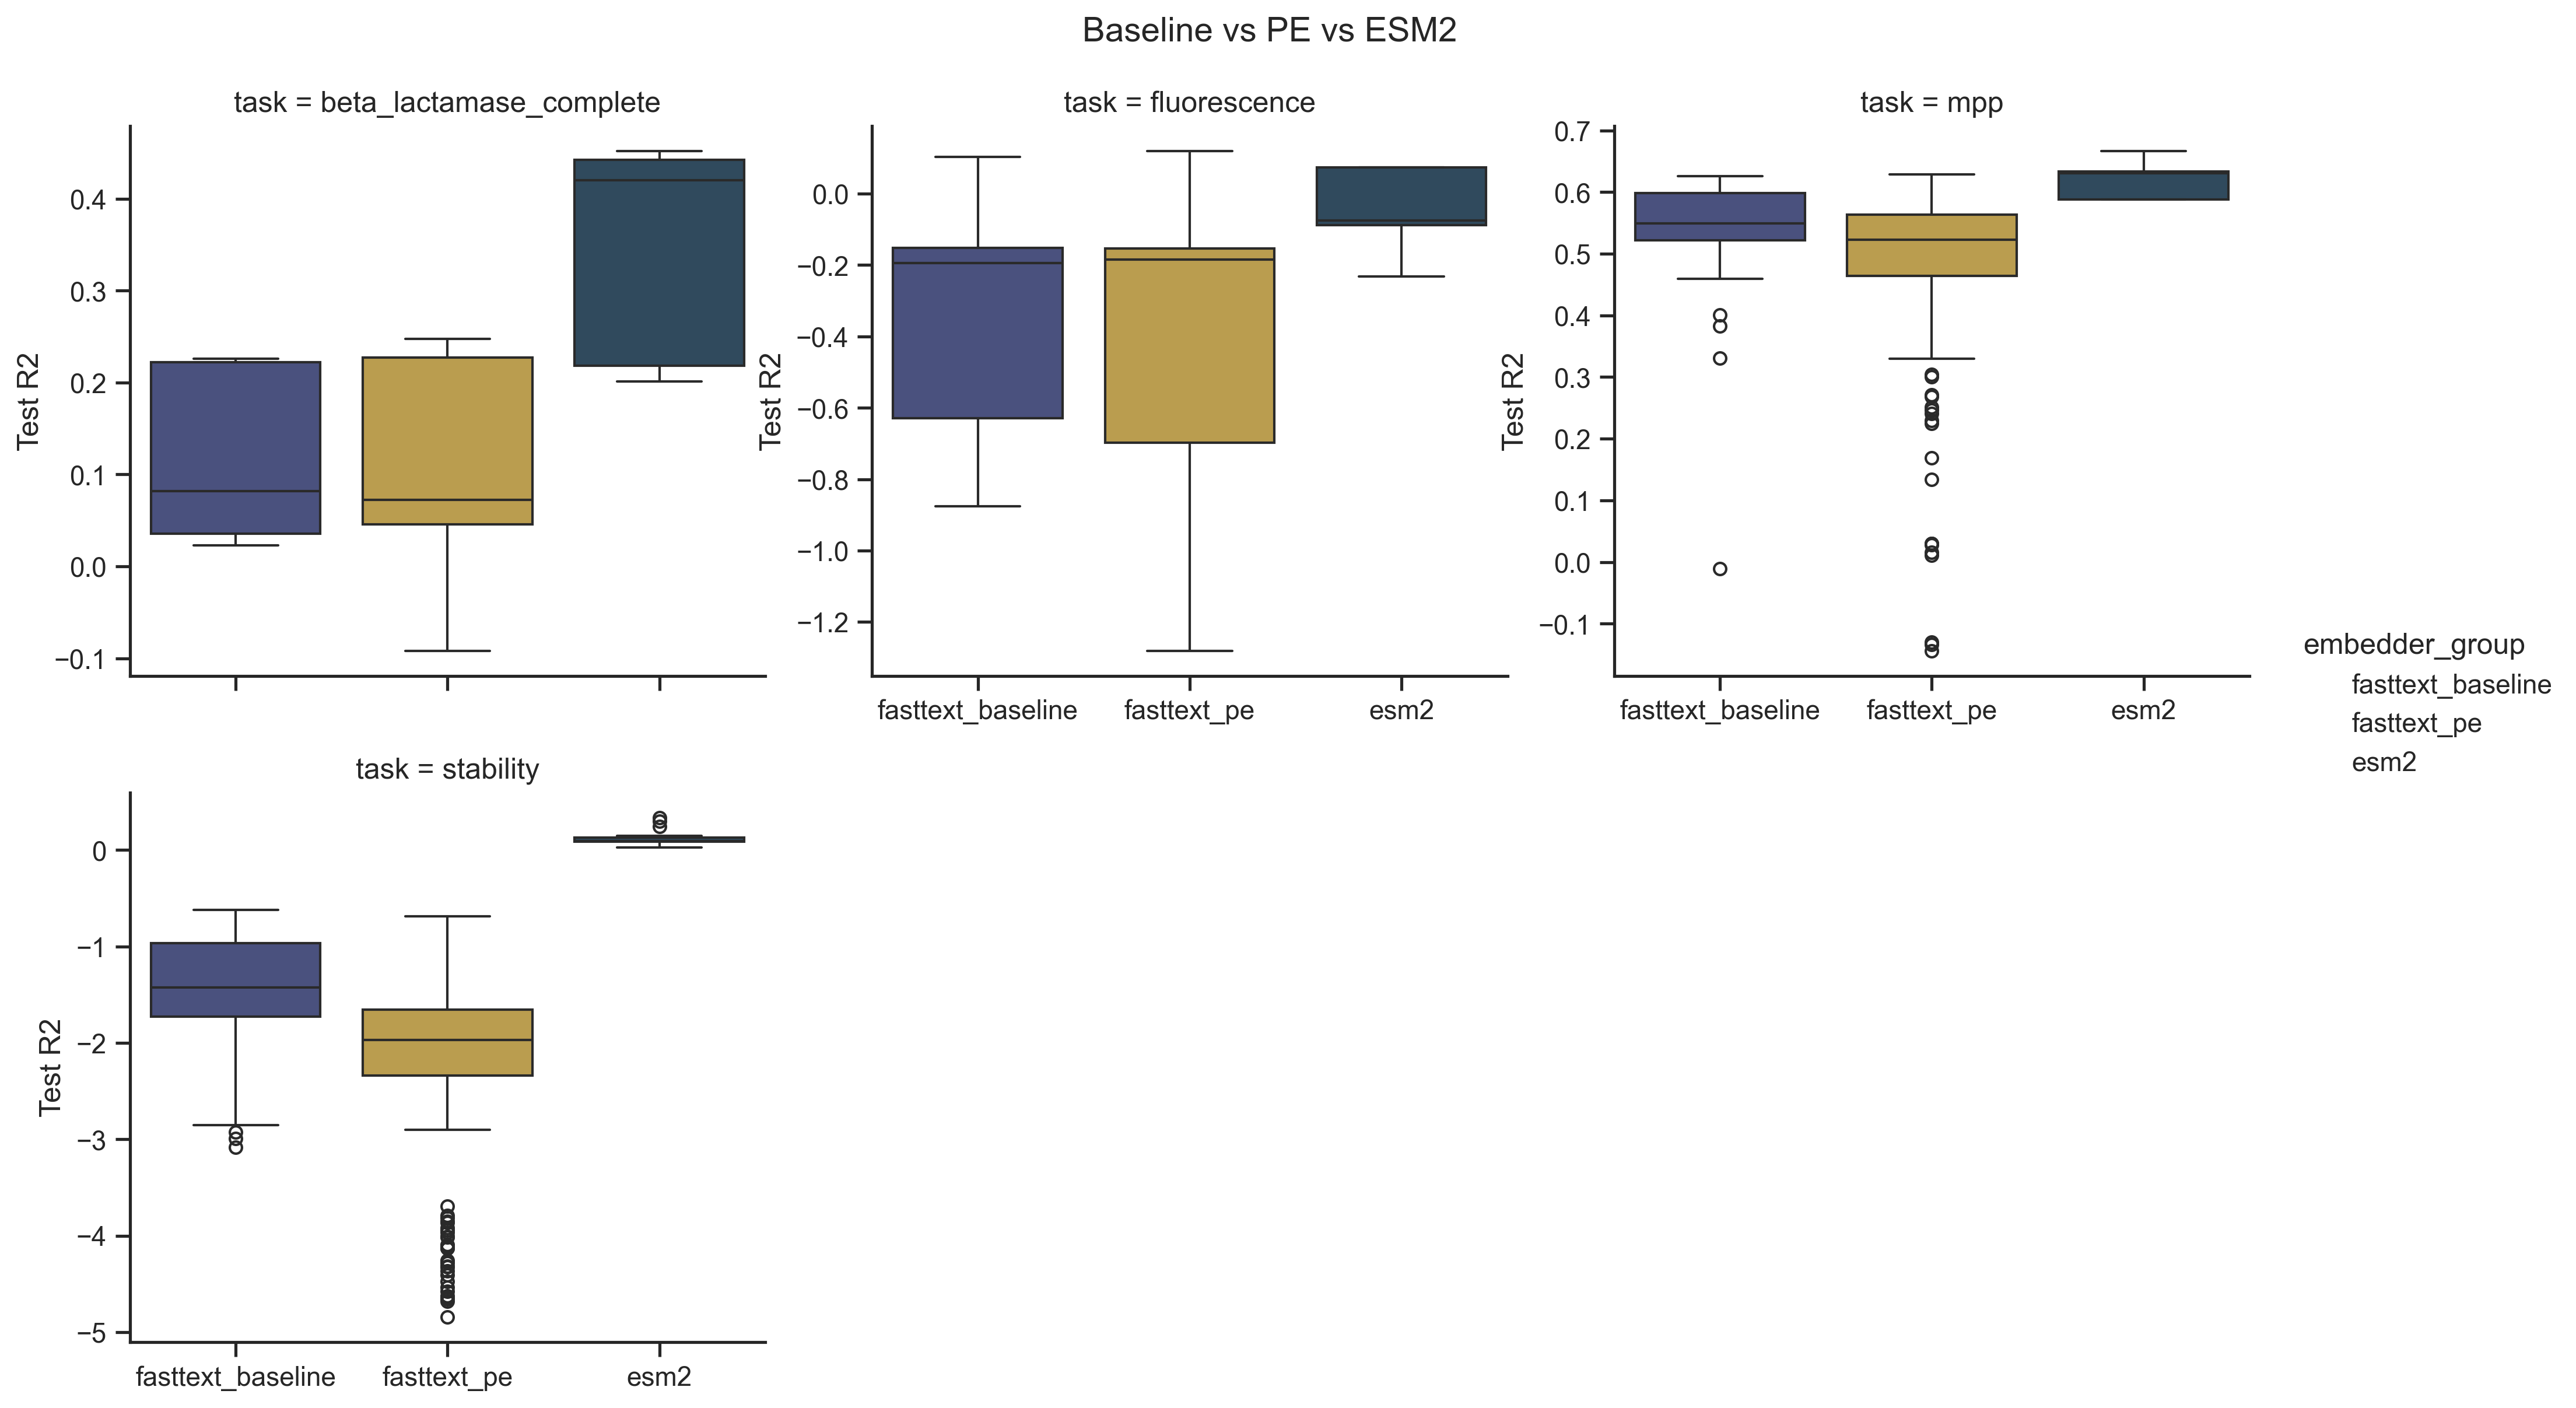 Baseline vs PE vs ESM2
task = beta_lactamase_complete
Test R2
0.4
0.3
0.2
0.1
0.0
−0.1
task = fluorescence
Test R2
0.0
−0.2
−0.4
−0.6
−0.8
−1.0
−1.2
fasttext_baseline
fasttext_pe
esm2
task = mpp
Test R2
0.7
0.6
0.5
0.4
0.3
0.2
0.1
0.0
−0.1
fasttext_baseline
fasttext_pe
esm2
embedder_group
fasttext_baseline
fasttext_pe
esm2
task = stability
Test R2
0
−1
−2
−3
−4
−5
fasttext_baseline
fasttext_pe
esm2